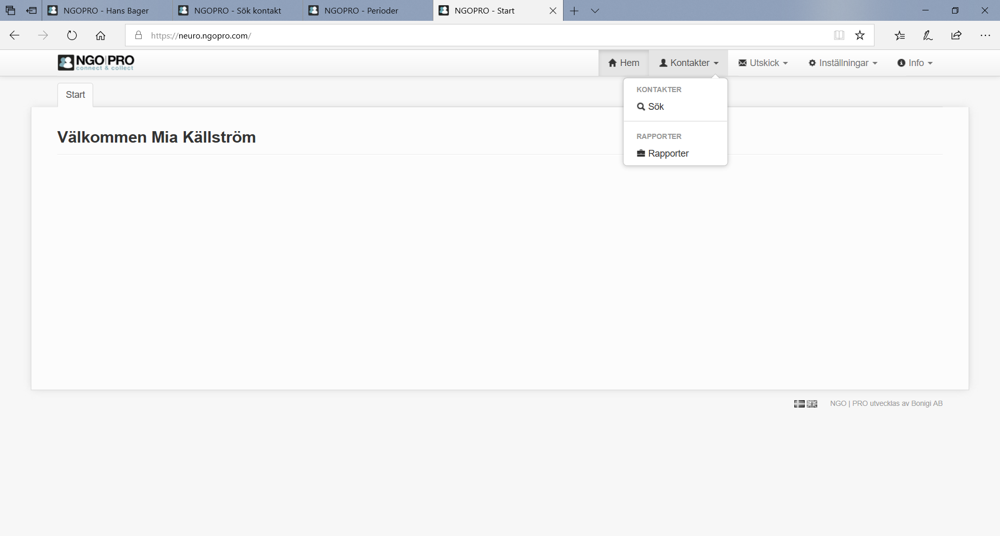 NGOPRO - Hans Bager
NGOPRO - Sök kontakt
NGOPRO - Perioder
NGOPRO - Start
https://neuro.ngopro.com/
NGO|PRO
connect & collect
Hem
Kontakter
Utskick
Inställningar
Info
KONTAKTER
Sök
RAPPORTER
Rapporter
Start
Välkommen Mia Källström
NGO | PRO utvecklas av Bonigi AB